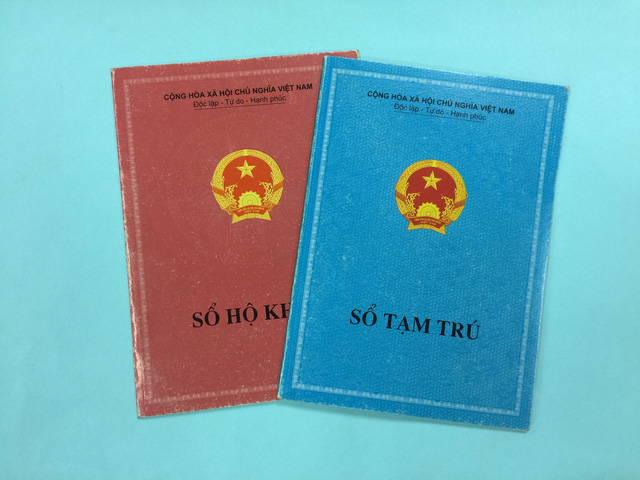 CỘNG HÒA XÃ HỘI CHỦ NGHĨA VIỆT NAM
Độc lập - Tự do - Hạnh phúc
SỔ HỘ KH
CỘNG HÒA XÃ HỘI CHỦ NGHĨA VIỆT NAM
Độc lập - Tự do - Hạnh phúc
SỔ TẠM TRÚ